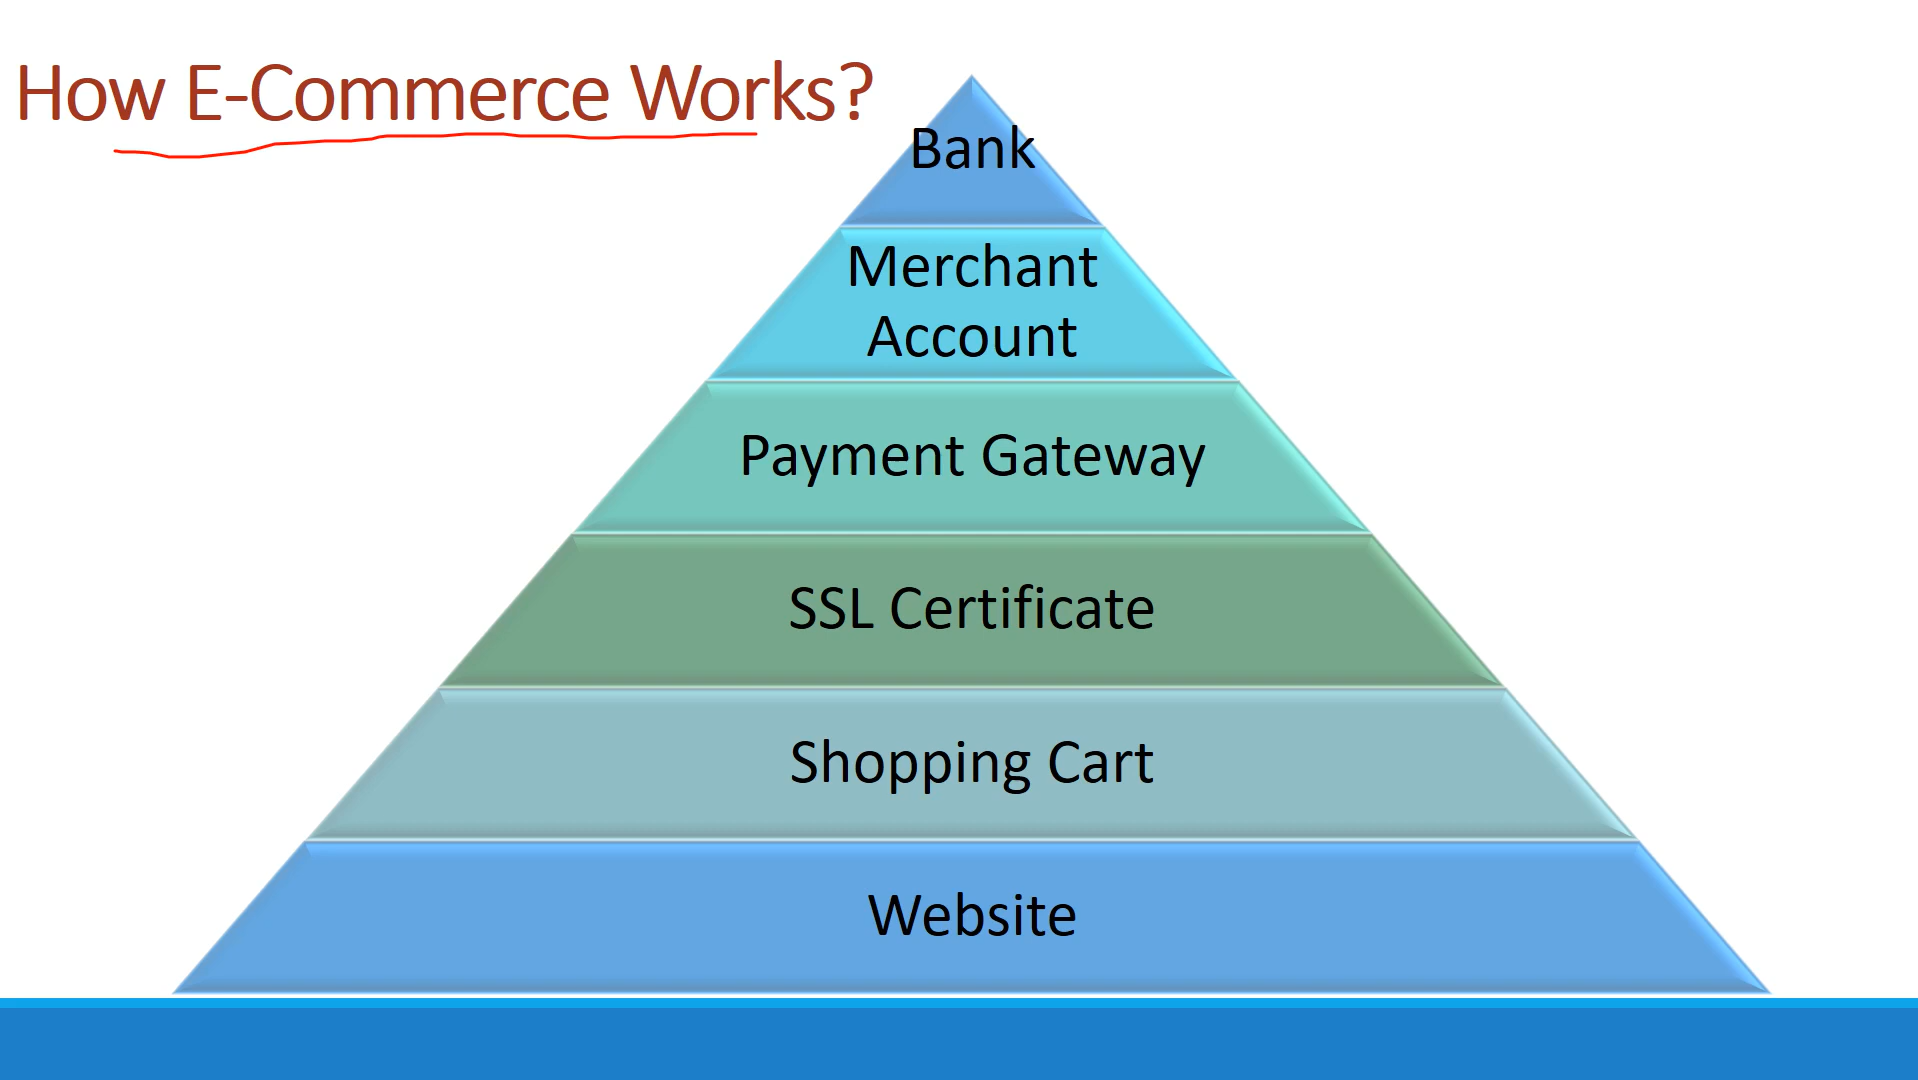 How E-Commerce Works?
Bank
Merchant
Account
Payment Gateway
SSL Certificate
Shopping Cart
Website